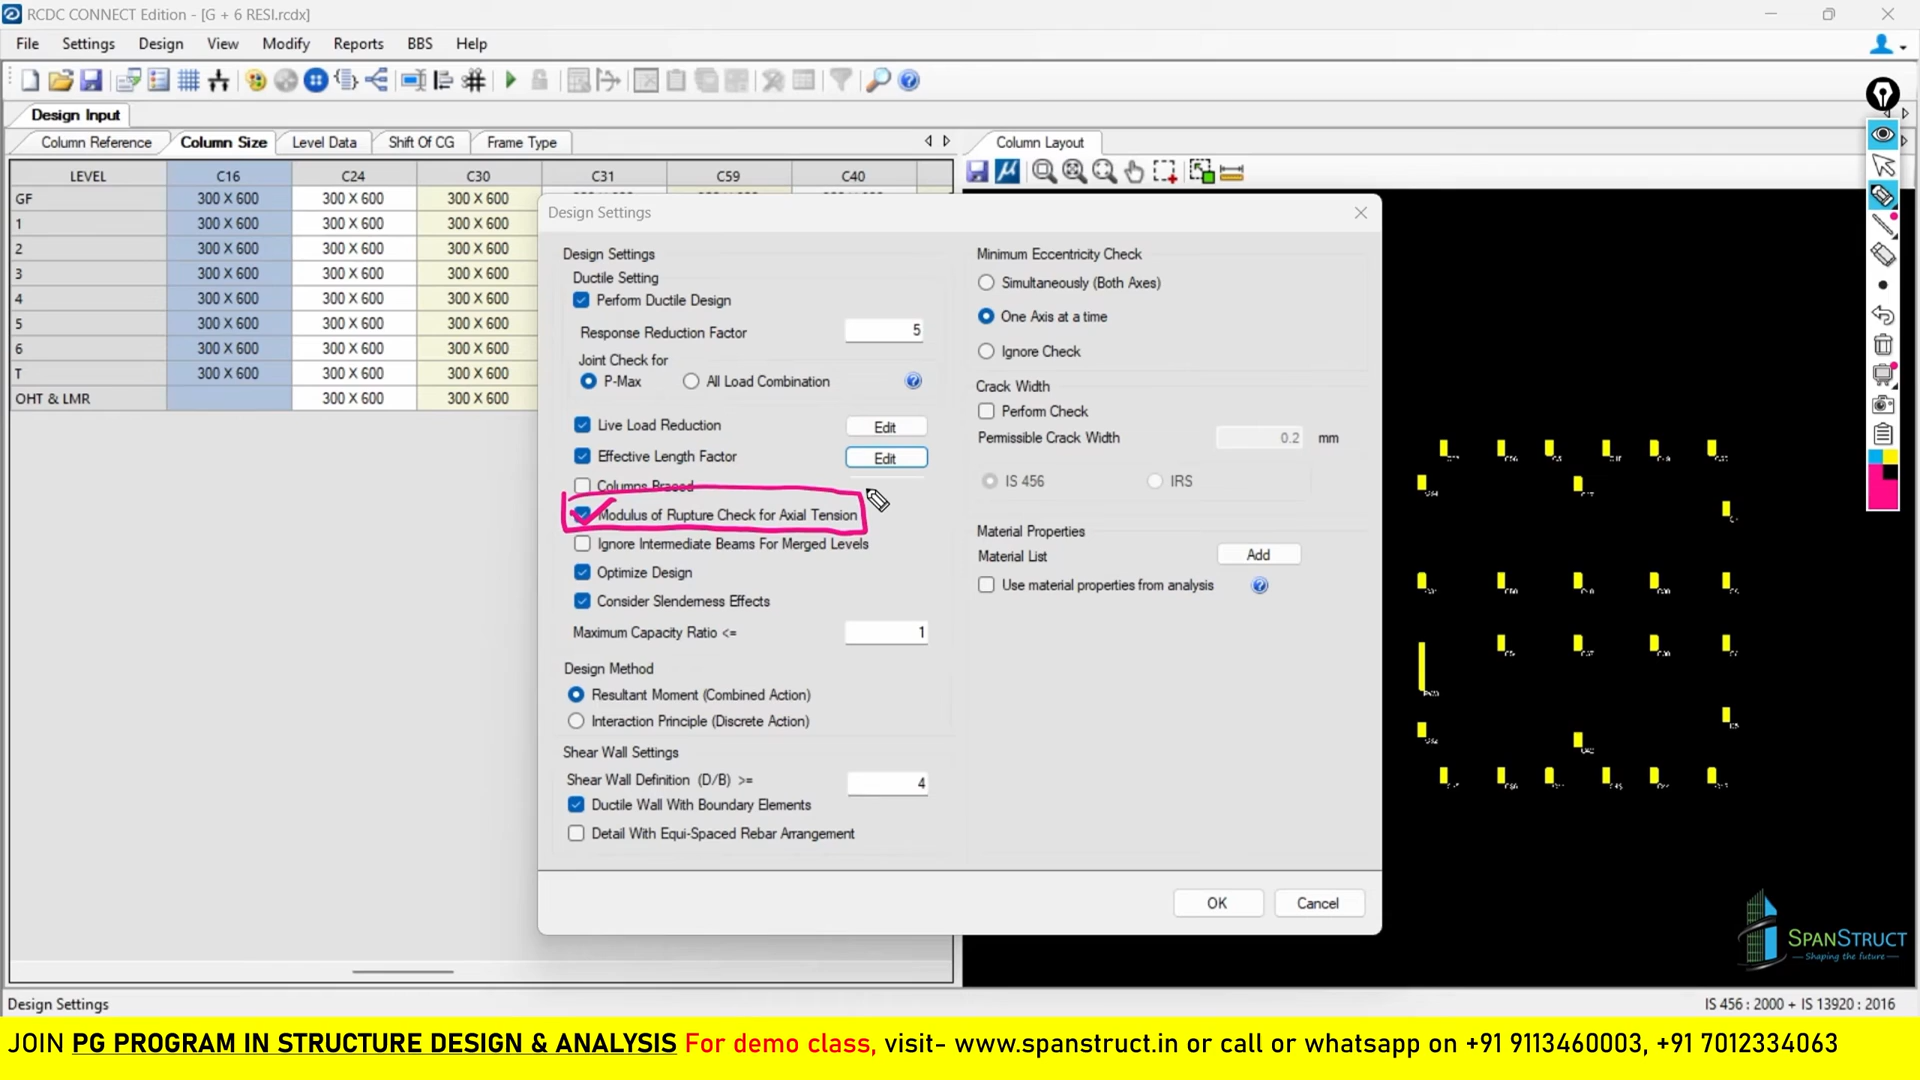 RCDC CONNECT Edition - [G + 6 RESI.rcdx]
File Settings Design View Modify Reports BBS Help
Design Input
Column Reference Column Size Level Data Shift Of CG Frame Type
Column Layout
LEVEL C16 C24 C30 C31 C59 C40
GF 300 X 600 300 X 600 300 X 600
1 300 X 600 300 X 600 300 X 600
2 300 X 600 300 X 600 300 X 600
3 300 X 600 300 X 600 300 X 600
4 300 X 600 300 X 600 300 X 600
5 300 X 600 300 X 600 300 X 600
6 300 X 600 300 X 600 300 X 600
T 300 X 600 300 X 600 300 X 600
OHT & LMR 300 X 600 300 X 600
Design Settings
Design Settings
Ductile Setting
Perform Ductile Design
Response Reduction Factor 5
Joint Check for
P-Max All Load Combination
Live Load Reduction Edit
Effective Length Factor Edit
Columns Braced
Modulus of Rupture Check for Axial Tension
Ignore Intermediate Beams For Merged Levels
Optimize Design
Consider Slenderness Effects
Maximum Capacity Ratio <= 1
Design Method
Resultant Moment (Combined Action)
Interaction Principle (Discrete Action)
Shear Wall Settings
Shear Wall Definition (D/B) >= 4
Ductile Wall With Boundary Elements
Detail With Equi-Spaced Rebar Arrangement
Minimum Eccentricity Check
Simultaneously (Both Axes)
One Axis at a time
Ignore Check
Crack Width
Perform Check
Permissible Crack Width 0.2 mm
IS 456 IRS
Material Properties
Material List Add
Use material properties from analysis
OK Cancel
SPANSTRUCT
Shaping the future
Design Settings
IS 456 : 2000 + IS 13920 : 2016
JOIN PG PROGRAM IN STRUCTURE DESIGN & ANALYSIS For demo class, visit- www.spanstruct.in or call or whatsapp on +91 9113460003, +91 7012334063